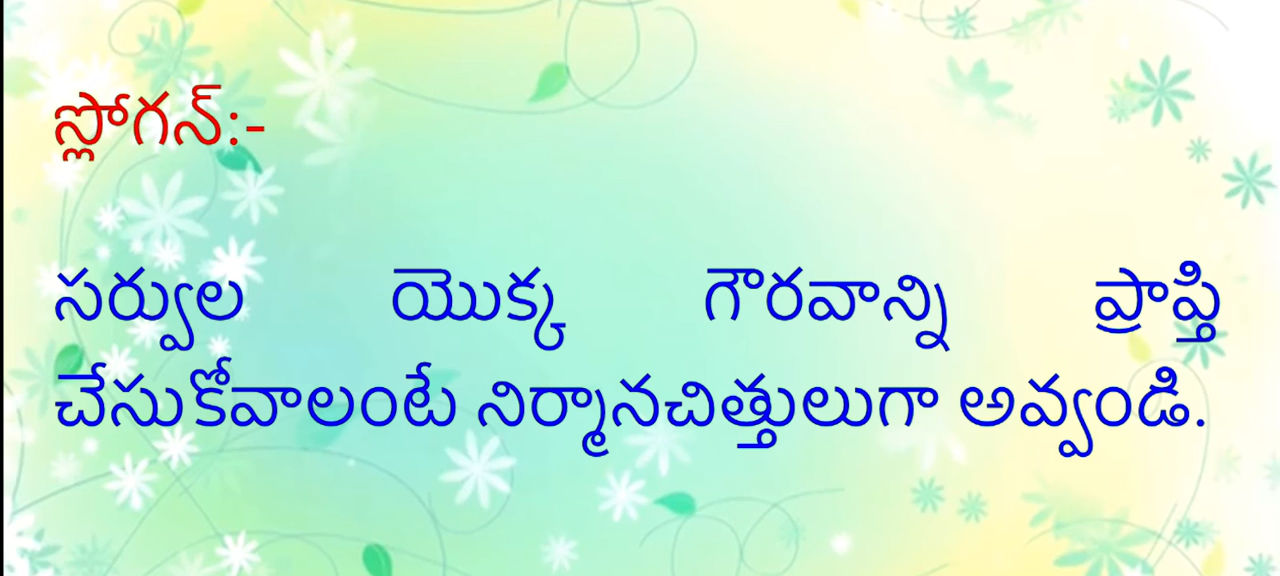 స్లోగన్:-
సర్వుల యొక్క గౌరవాన్ని ప్రాప్తి
చేసుకోవాలంటే నిర్మానచిత్తులుగా అవ్వండి.